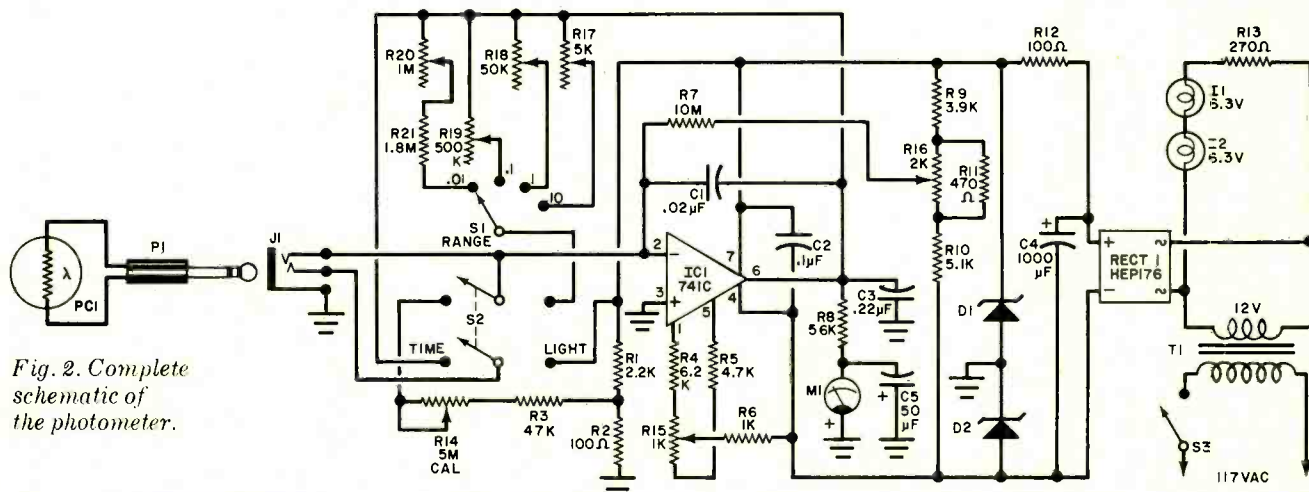 R20
1M
R21
1.8M
R19
500
K
R18
50K
R17
5K
.01
.1
1
10
S1
RANGE
λ
PC1
P1
J1
S2
TIME
LIGHT
R14
5M
CAL
R3
47K
R1
2.2K
R2
100Ω
R7
10M
C1
.02µF
2
3
IC1
741C
7
6
4
5
1
C2
.1µF
R4
6.2
K
R5
4.7K
R15
1K
R6
1K
R8
56K
C3
.22µF
M1
C5
50
µF
R9
3.9K
R16
2K
R11
470
Ω
R10
5.1K
R12
100Ω
C4
1000
µF
D1
D2
RECT 1
HEP176
R13
270Ω
I1
6.3V
I2
6.3V
12V
T1
S3
117VAC
Fig. 2. Complete
schematic of
the photometer.